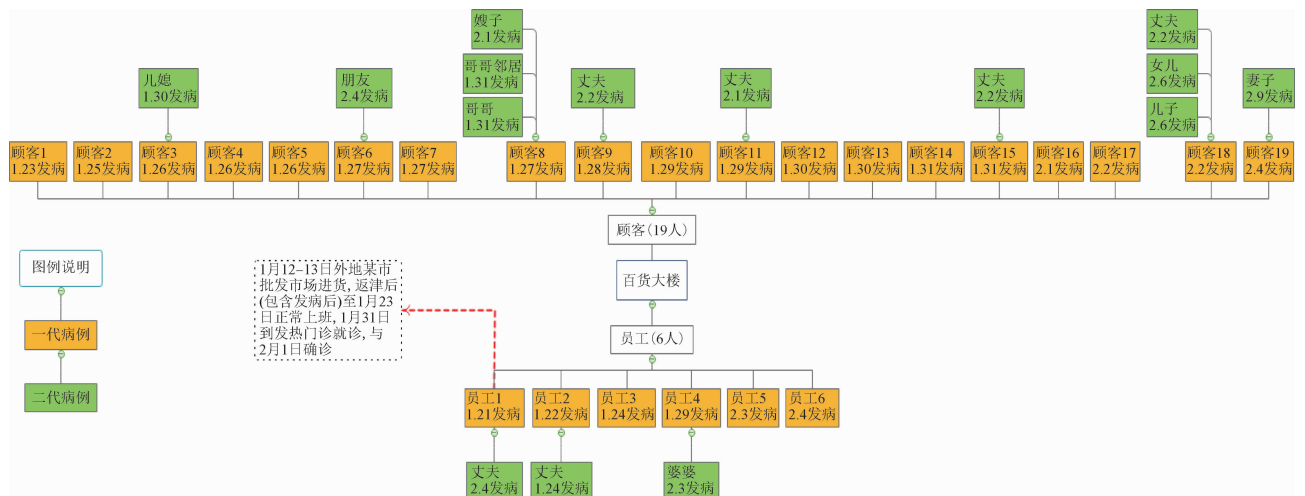 嫂子
2.1发病
丈夫
2.2发病
儿媳
1.30发病
朋友
2.4发病
哥哥邻居
1.31发病
丈夫
2.2发病
丈夫
2.1发病
丈夫
2.2发病
女儿
2.6发病
妻子
2.9发病
哥哥
1.31发病
儿子
2.6发病
顾客1
1.23发病
顾客2
1.25发病
顾客3
1.26发病
顾客4
1.26发病
顾客5
1.26发病
顾客6
1.27发病
顾客7
1.27发病
顾客8
1.27发病
顾客9
1.28发病
顾客10
1.29发病
顾客11
1.29发病
顾客12
1.30发病
顾客13
1.30发病
顾客14
1.31发病
顾客15
1.31发病
顾客16
2.1发病
顾客17
2.2发病
顾客18
2.2发病
顾客19
2.4发病
顾客(19人)
图例说明
一代病例
二代病例
1月12-13日外地某市
批发市场进货, 返津后
(包含发病后)至1月23
日正常上班, 1月31日
到发热门诊就诊, 与
2月1日确诊
百货大楼
员工(6人)
员工1
1.21发病
员工2
1.22发病
员工3
1.24发病
员工4
1.29发病
员工5
2.3发病
员工6
2.4发病
丈夫
2.4发病
丈夫
1.24发病
婆婆
2.3发病